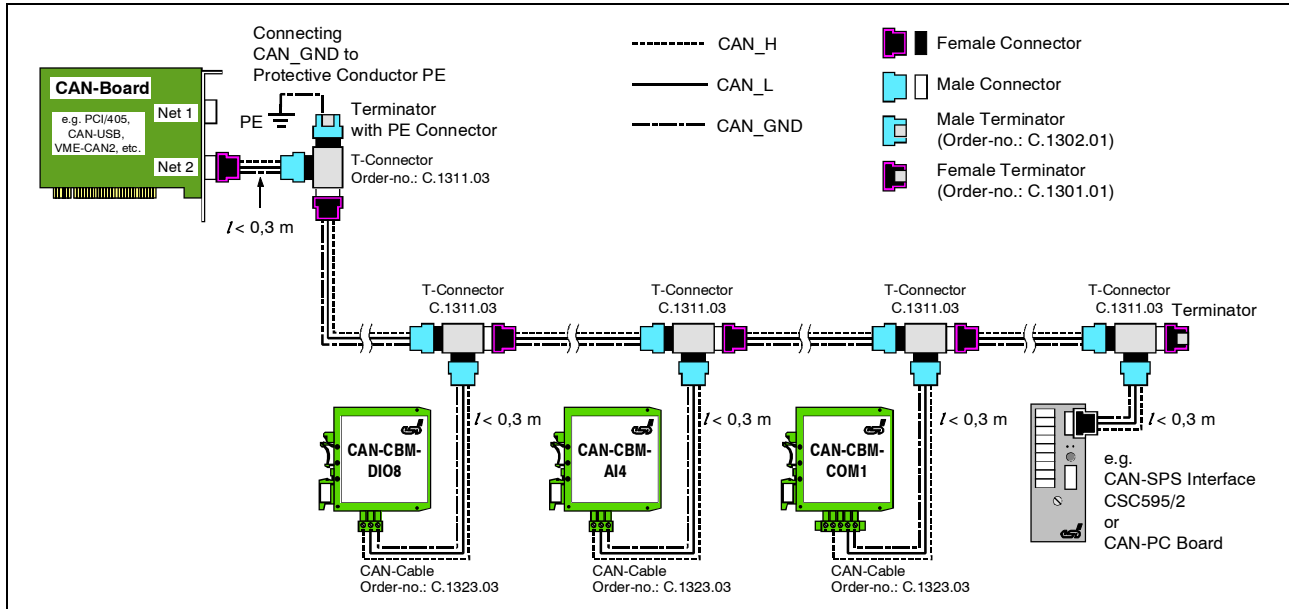 Connecting
CAN_GND to
Protective Conductor PE
CAN-Board
e.g. PCI/405,
CAN-USB,
VME-CAN2, etc.
Net 1
Net 2
PE
Terminator
with PE Connector
T-Connector
Order-no.: C.1311.03
l < 0,3 m
CAN_H
CAN_L
CAN_GND
Female Connector
Male Connector
Male Terminator
(Order-no.: C.1302.01)
Female Terminator
(Order-no.: C.1301.01)
T-Connector
C.1311.03
T-Connector
C.1311.03
T-Connector
C.1311.03
T-Connector
C.1311.03
Terminator
l < 0,3 m
l < 0,3 m
l < 0,3 m
l < 0,3 m
esd
CAN-CBM-
DIO8
esd
CAN-CBM-
AI4
esd
CAN-CBM-
COM1
e.g.
CAN-SPS Interface
CSC595/2
or
CAN-PC Board
esd
CAN-Cable
Order-no.: C.1323.03
CAN-Cable
Order-no.: C.1323.03
CAN-Cable
Order-no.: C.1323.03